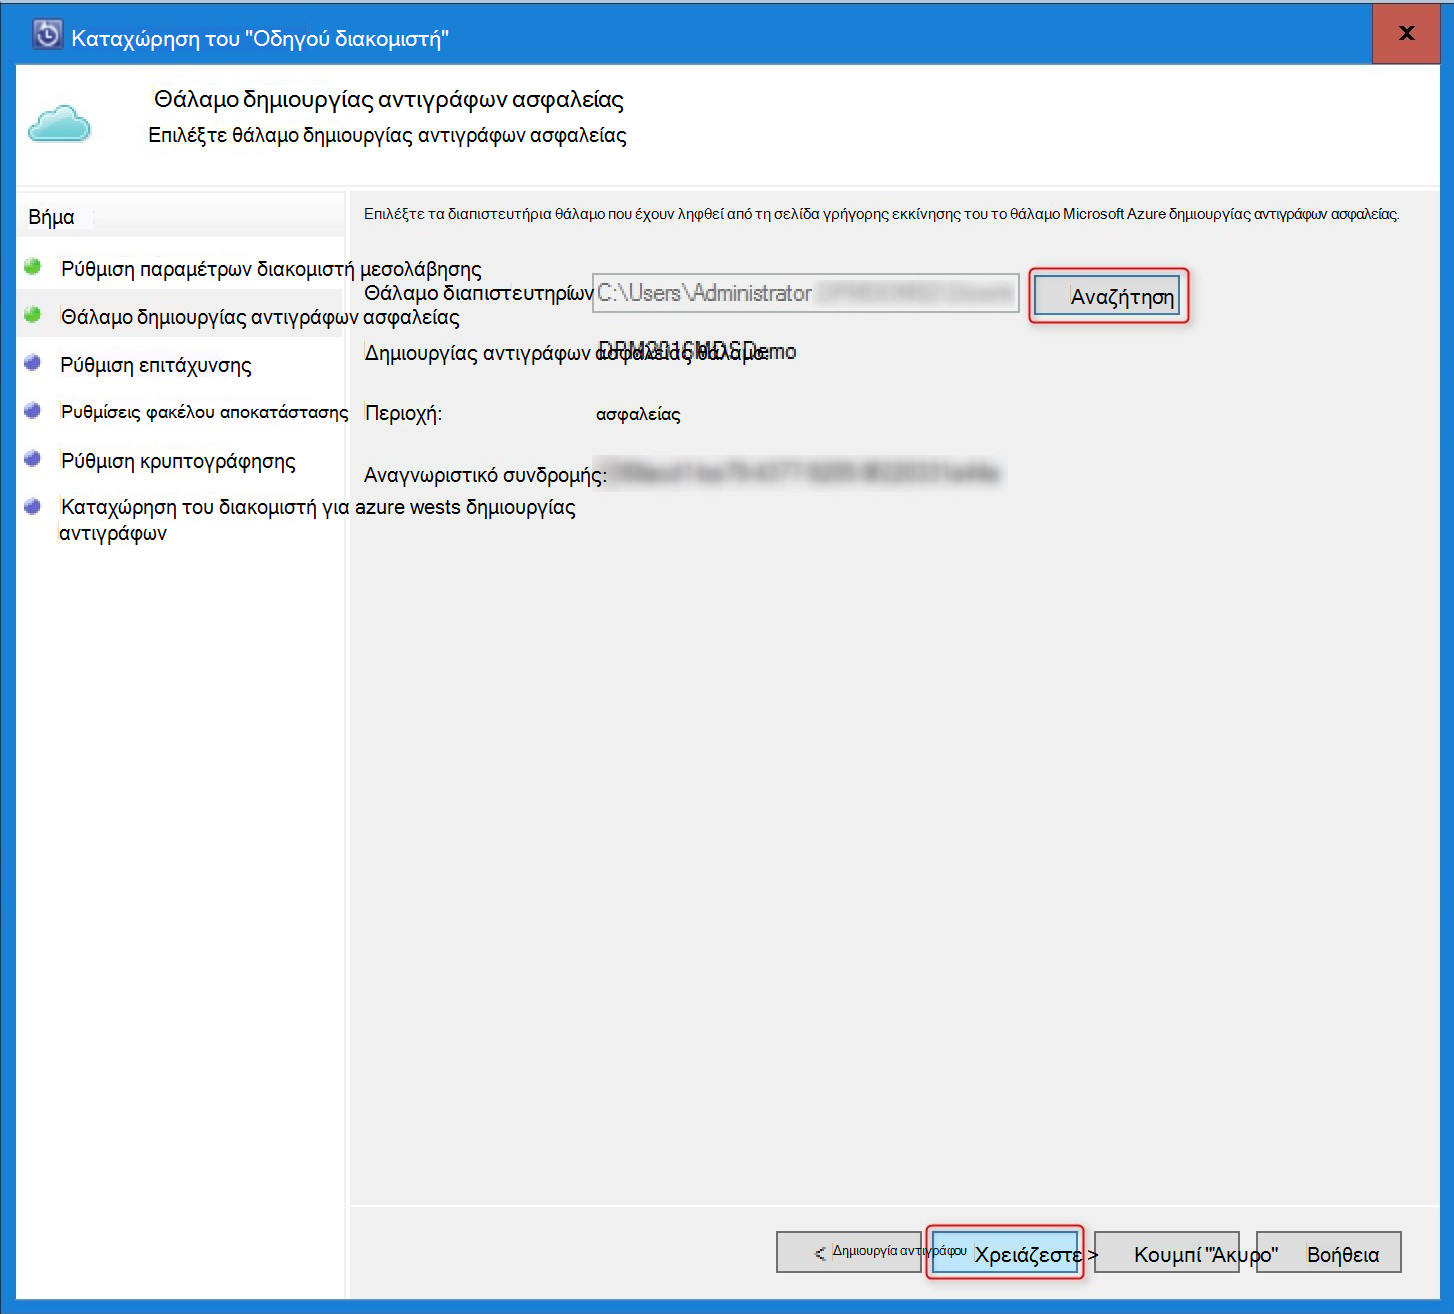 Καταχώρηση του "Οδηγού διακομιστή"
x
Θάλαμο δημιουργίας αντιγράφων ασφαλείας
Επιλέξτε θάλαμο δημιουργίας αντιγράφων ασφαλείας
Βήμα
Ρύθμιση παραμέτρων διακομιστή μεσολάβησης
Θάλαμο δημιουργίας αντιγράφων ασφαλείας
Ρύθμιση επιτάχυνσης
Ρυθμίσεις φακέλου αποκατάστασης
Ρύθμιση κρυπτογράφησης
Καταχώρηση του διακομιστή για azure wests δημιουργίας
αντιγράφων
Επιλέξτε τα διαπιστευτήρια θάλαμο που έχουν ληφθεί από τη σελίδα γρήγορης εκκίνησης του το θάλαμο Microsoft Azure δημιουργίας αντιγράφων ασφαλείας.
Θάλαμο διαπιστευτηρίων C:\Users\Administrator Αναζήτηση
Δημιουργίας αντιγράφων ασφαλείας θάλαμο:
Περιοχή: ασφαλείας
Αναγνωριστικό συνδρομής:
< Δημιουργία αντιγράφου Χρειάζεστε > Κουμπί "Άκυρο" Βοήθεια